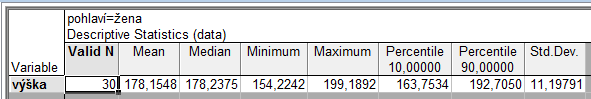 pohlaví=žena
Descriptive Statistics (data)
Variable Valid N Mean Median Minimum Maximum Percentile 10,00000 Percentile 90,00000 Std.Dev.
výška 30 178,1548 178,2375 154,2242 199,1892 163,7534 192,7050 11,19791